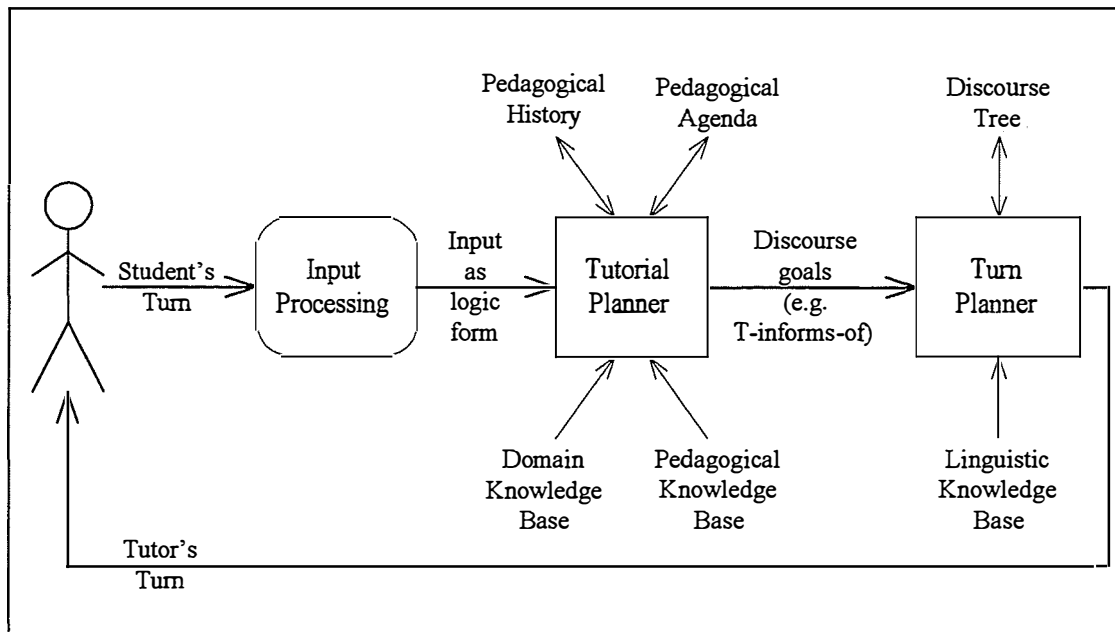 Pedagogical
History
Pedagogical
Agenda
Discourse
Tree
Student's
Turn
Input
Processing
Input
as
logic
form
Tutorial
Planner
Discourse
goals
(e.g.
T-informs-of)
Turn
Planner
Domain
Knowledge
Base
Pedagogical
Knowledge
Base
Linguistic
Knowledge
Base
Tutor's
Turn